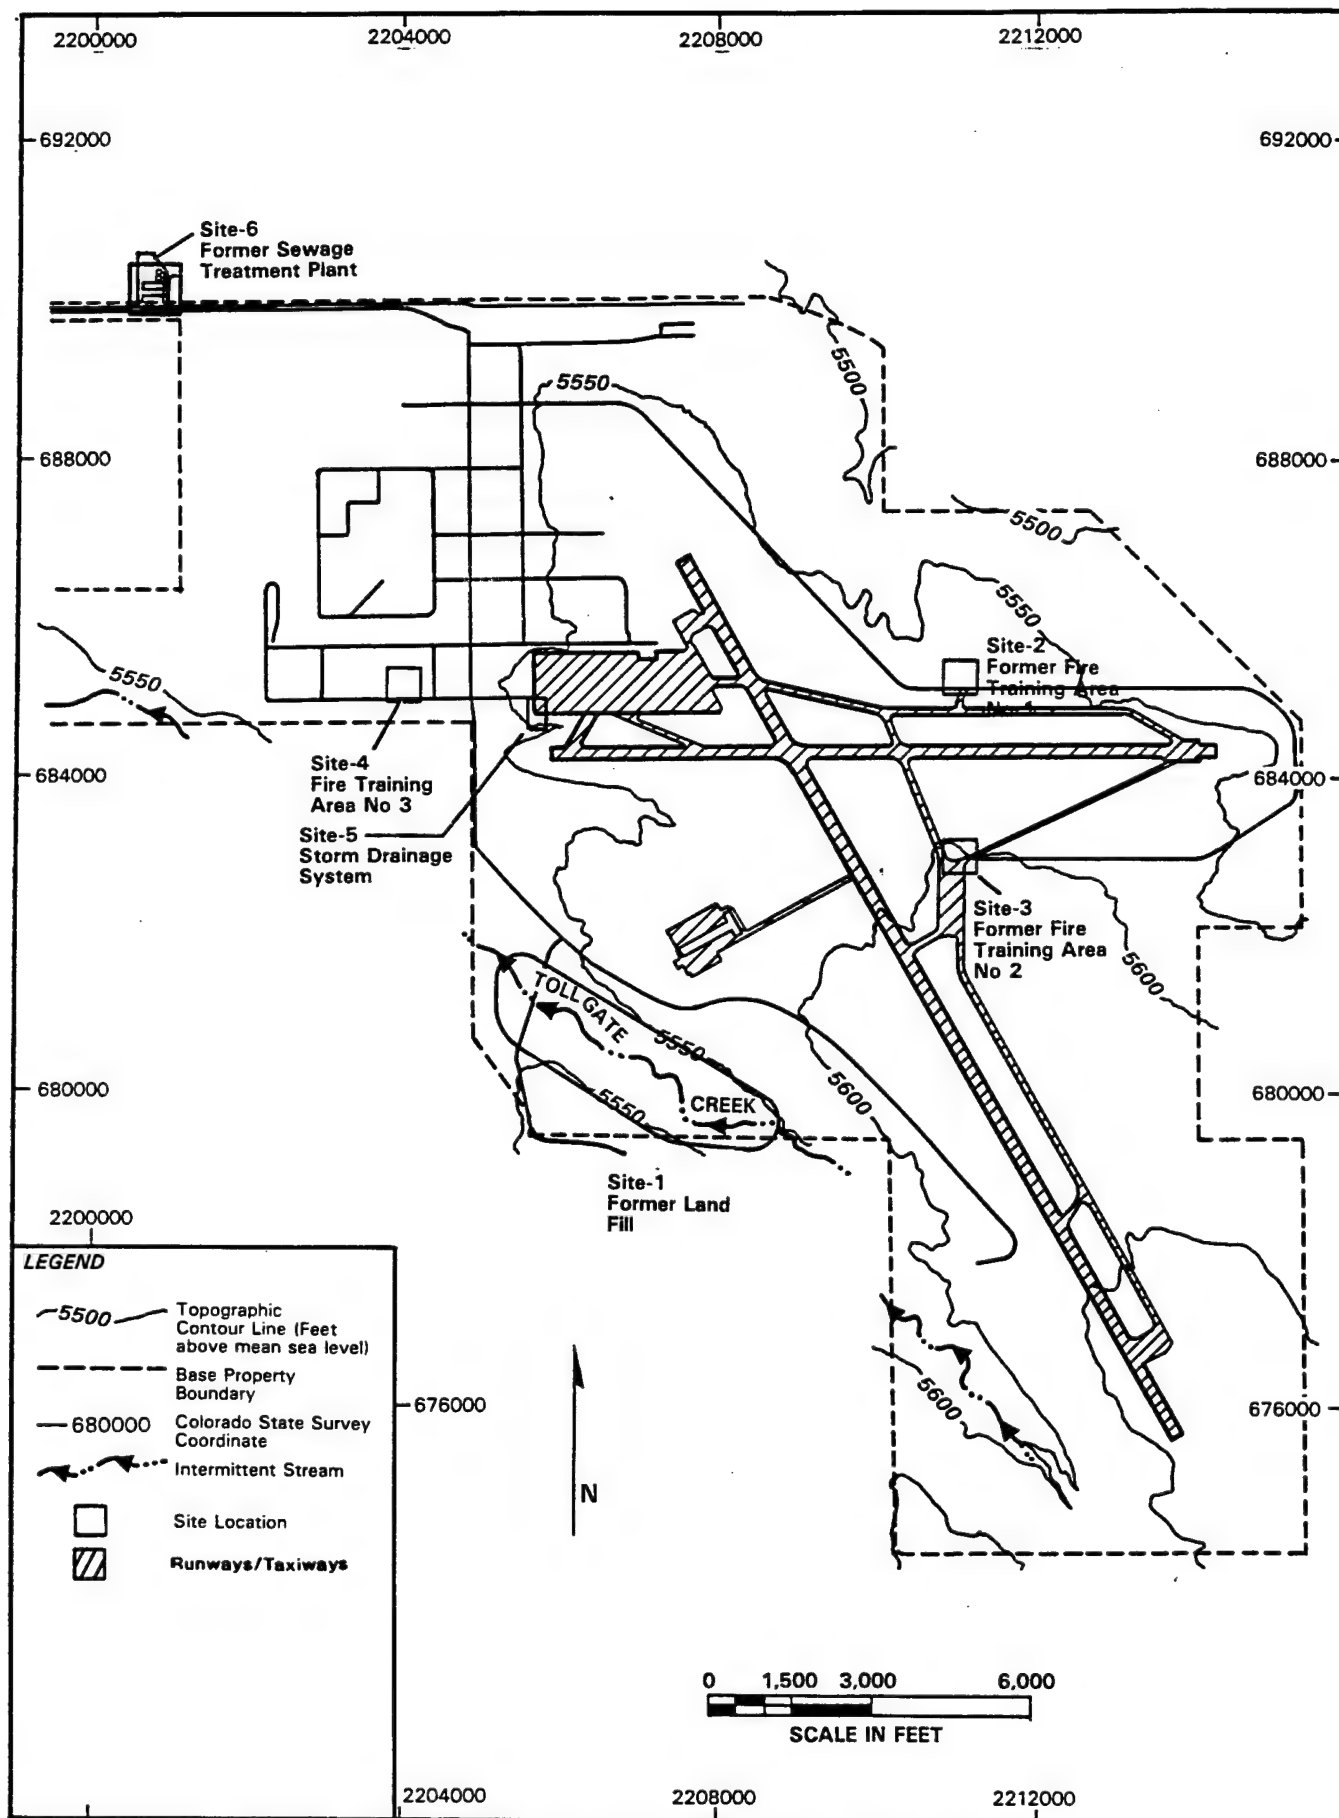 2200000
2204000
2208000
2212000
692000
692000
Site-6
Former Sewage
Treatment Plant
5500
5550
688000
688000
5500
5550
Site-2
Former Fire
Training Area
5550
Site-4
Fire Training
Area No 3
684000
684000
Site-5
Storm Drainage
System
Site-3
Former Fire
Training Area
No 2
5600
TOLL GATE
5550
5600
5550
CREEK
680000
680000
Site-1
Former Land
Fill
2200000
LEGEND
5500
Topographic
Contour Line (Feet
above mean sea level)
Base Property
Boundary
680000
Colorado State Survey
Coordinate
Intermittent Stream
Site Location
Runways/Taxiways
676000
676000
5600
N
0 1,500 3,000 6,000
SCALE IN FEET
2204000
2208000
2212000